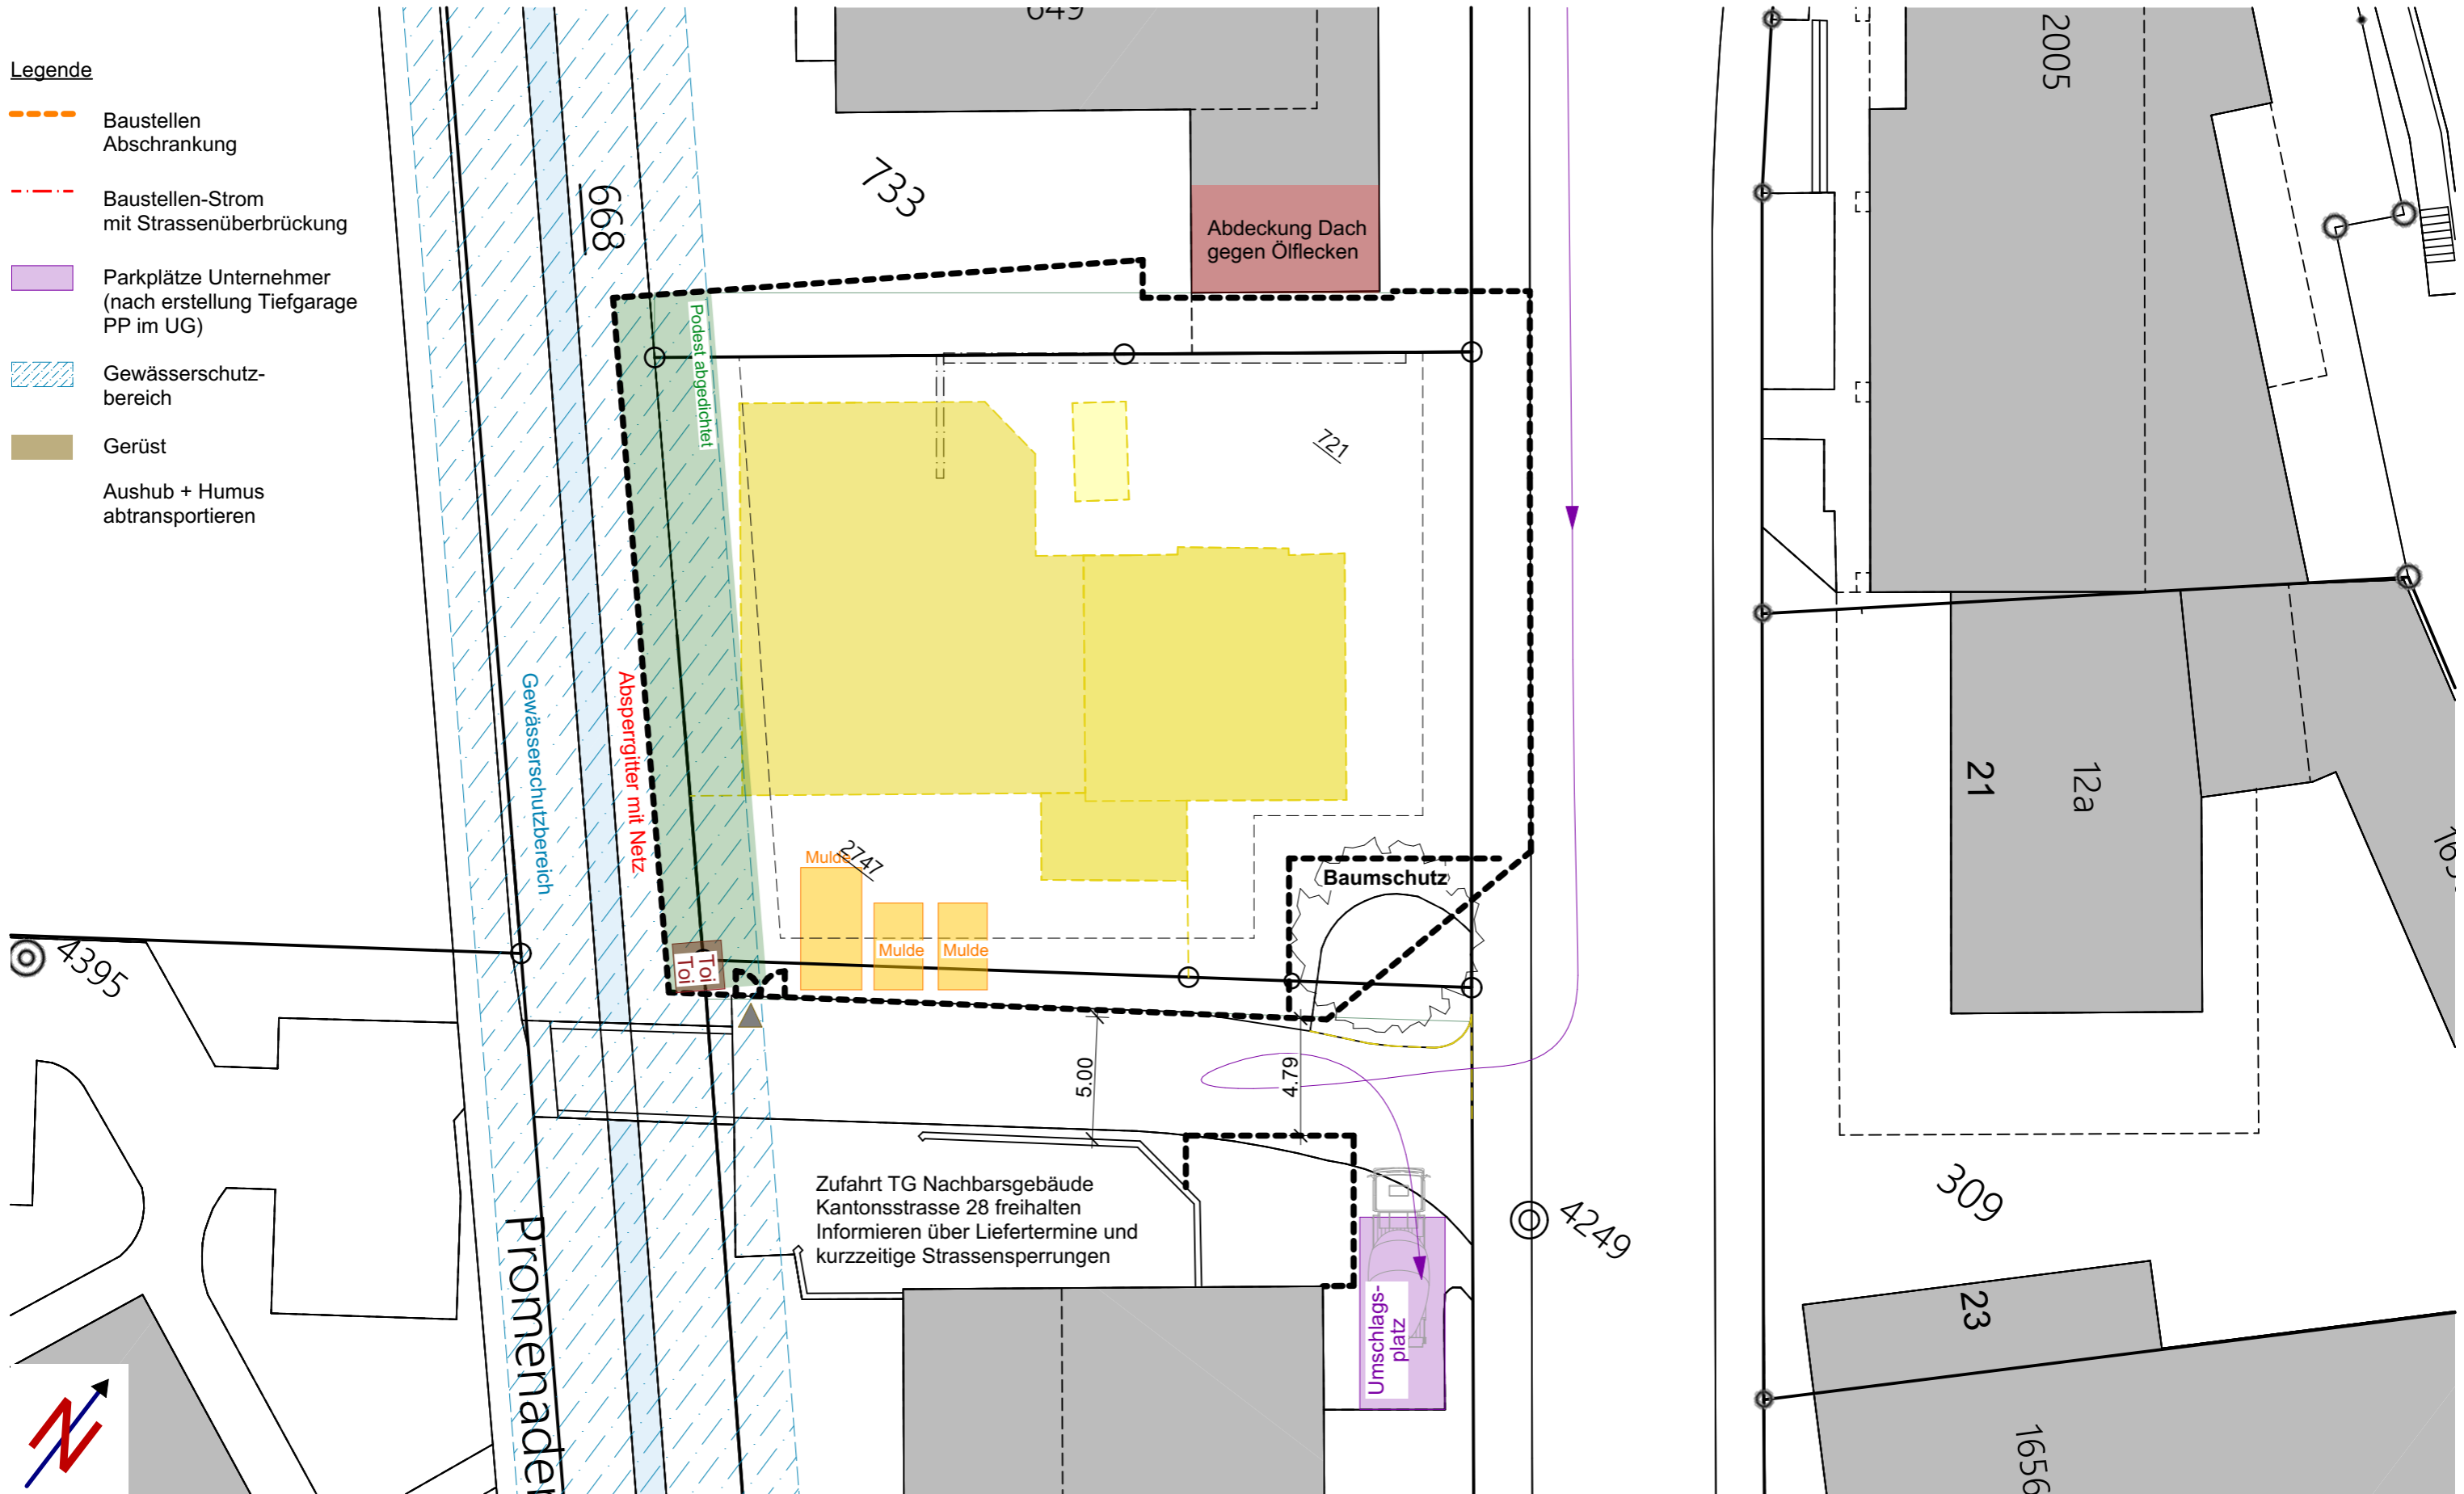 Legende
Baustellen
Abschrankung
Baustellen-Strom
mit Strassenüberbrückung
Parkplätze Unternehmer
(nach erstellung Tiefgarage
PP im UG)
Gewässerschutz-
bereich
Gerüst
Aushub + Humus
abtransportieren
649
2005
668
733
Abdeckung Dach
gegen Ölflecken
Podest abgedichtet
721
Gewässerschutzbereich
Absperrgitter mit Netz
21
12a
2747
Mulde
Mulde
Mulde
Baumschutz
4395
Toi
Toi
5.00
4.79
Zufahrt TG Nachbarsgebäude
Kantonsstrasse 28 freihalten
Informieren über Liefertermine und
kurzzeitige Strassensperrungen
4249
309
Umschlags-
platz
23
Promenaden
1656
N